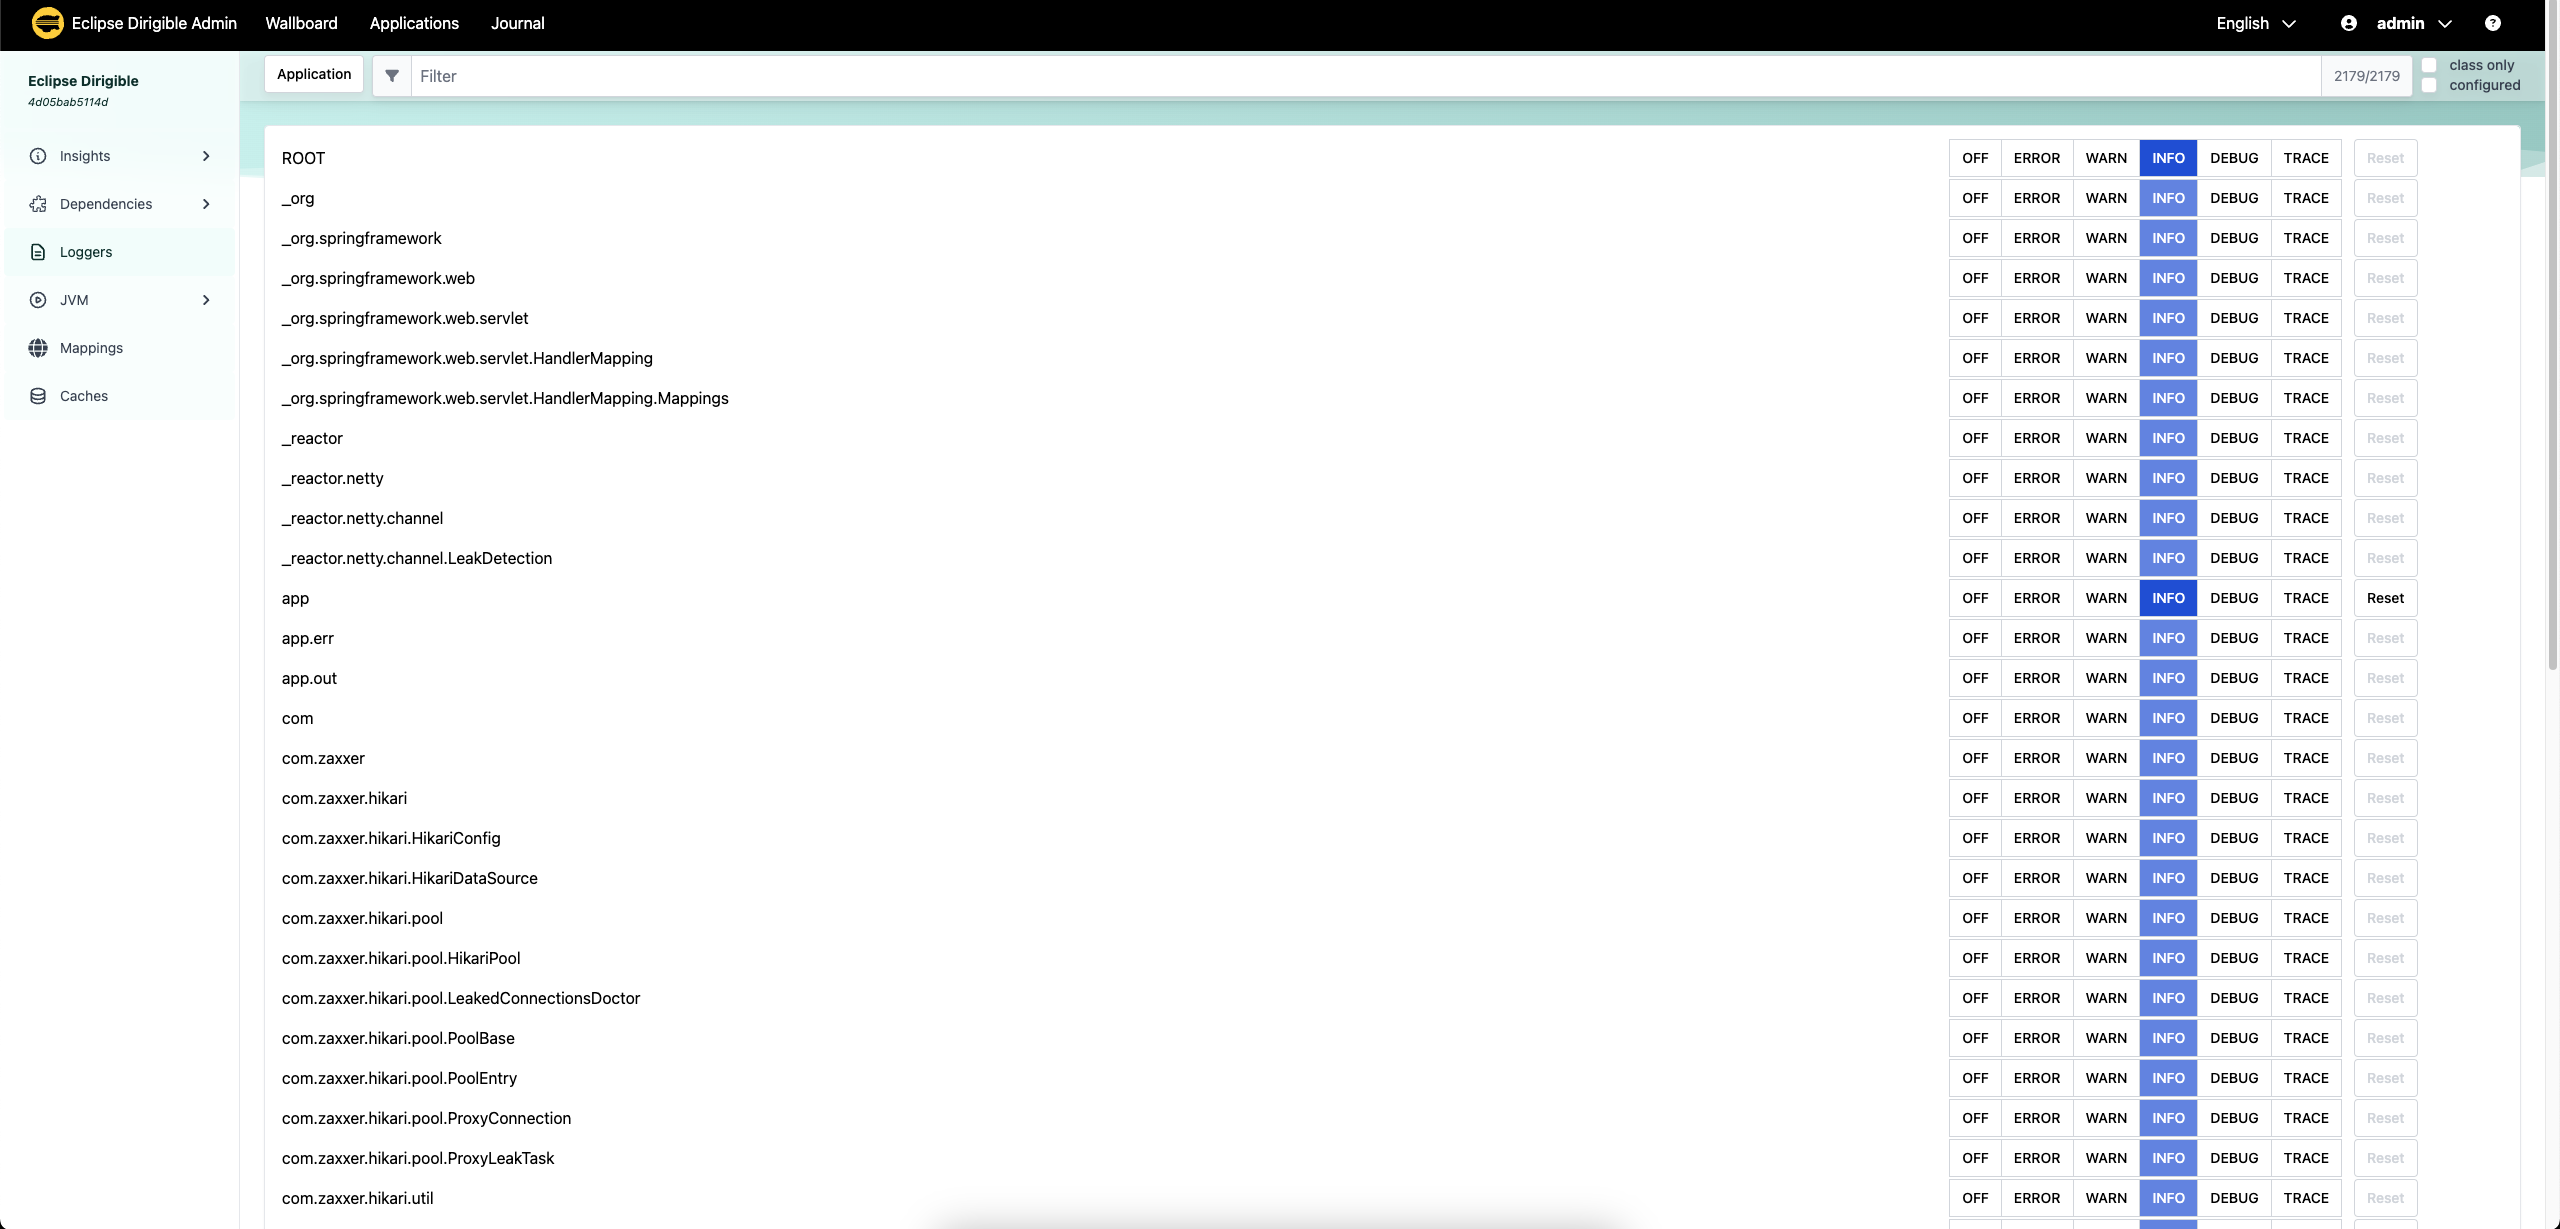 Eclipse Dirigible Admin Wallboard Applications Journal English admin ?
Eclipse Dirigible
4d05bab5114d
Insights
Dependencies
Loggers
JVM
Mappings
Caches
Application Filter 2179/2179 class only
configured
ROOT OFF ERROR WARN INFO DEBUG TRACE Reset
_org OFF ERROR WARN INFO DEBUG TRACE Reset
_org.springframework OFF ERROR WARN INFO DEBUG TRACE Reset
_org.springframework.web OFF ERROR WARN INFO DEBUG TRACE Reset
_org.springframework.web.servlet OFF ERROR WARN INFO DEBUG TRACE Reset
_org.springframework.web.servlet.HandlerMapping OFF ERROR WARN INFO DEBUG TRACE Reset
_org.springframework.web.servlet.HandlerMapping.Mappings OFF ERROR WARN INFO DEBUG TRACE Reset
_reactor OFF ERROR WARN INFO DEBUG TRACE Reset
_reactor.netty OFF ERROR WARN INFO DEBUG TRACE Reset
_reactor.netty.channel OFF ERROR WARN INFO DEBUG TRACE Reset
_reactor.netty.channel.LeakDetection OFF ERROR WARN INFO DEBUG TRACE Reset
app OFF ERROR WARN INFO DEBUG TRACE Reset
app.err OFF ERROR WARN INFO DEBUG TRACE Reset
app.out OFF ERROR WARN INFO DEBUG TRACE Reset
com OFF ERROR WARN INFO DEBUG TRACE Reset
com.zaxxer OFF ERROR WARN INFO DEBUG TRACE Reset
com.zaxxer.hikari OFF ERROR WARN INFO DEBUG TRACE Reset
com.zaxxer.hikari.HikariConfig OFF ERROR WARN INFO DEBUG TRACE Reset
com.zaxxer.hikari.HikariDataSource OFF ERROR WARN INFO DEBUG TRACE Reset
com.zaxxer.hikari.pool OFF ERROR WARN INFO DEBUG TRACE Reset
com.zaxxer.hikari.pool.HikariPool OFF ERROR WARN INFO DEBUG TRACE Reset
com.zaxxer.hikari.pool.LeakedConnectionsDoctor OFF ERROR WARN INFO DEBUG TRACE Reset
com.zaxxer.hikari.pool.PoolBase OFF ERROR WARN INFO DEBUG TRACE Reset
com.zaxxer.hikari.pool.PoolEntry OFF ERROR WARN INFO DEBUG TRACE Reset
com.zaxxer.hikari.pool.ProxyConnection OFF ERROR WARN INFO DEBUG TRACE Reset
com.zaxxer.hikari.pool.ProxyLeakTask OFF ERROR WARN INFO DEBUG TRACE Reset
com.zaxxer.hikari.util OFF ERROR WARN INFO DEBUG TRACE Reset